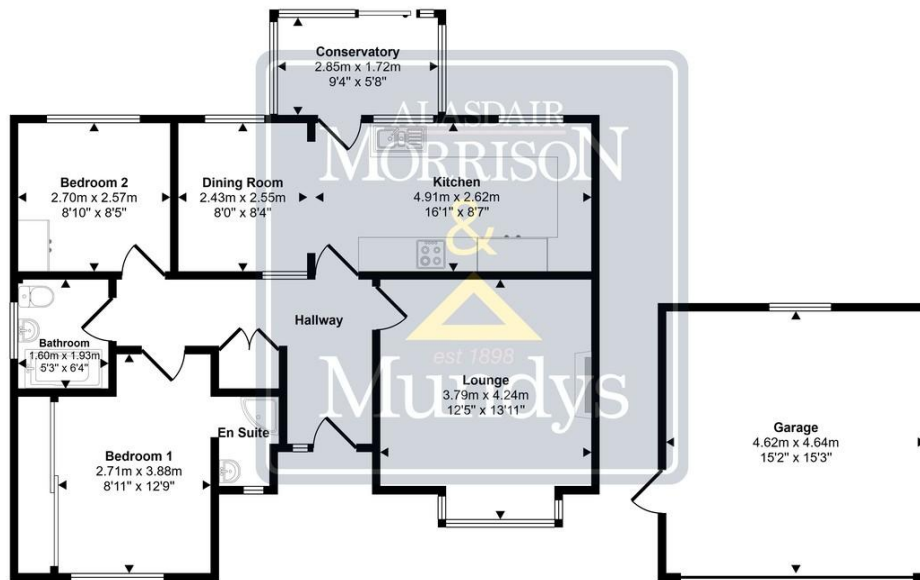 Conservatory
2.85m x 1.72m
9'4" x 5'8"
ALASDAIR
MORRISON
Bedroom 2
2.70m x 2.57m
8'10" x 8'5"
Dining Room
2.43m x 2.55m
8'0" x 8'4"
Kitchen
4.91m x 2.62m
16'1" x 8'7"
&
Hallway
Bathroom
1.60m x 1.93m
5'3" x 6'4"
est 1898
Mundys
Lounge
3.79m x 4.24m
12'5" x 13'11"
En Suite
Bedroom 1
2.71m x 3.88m
8'11" x 12'9"
Garage
4.62m x 4.64m
15'2" x 15'3"